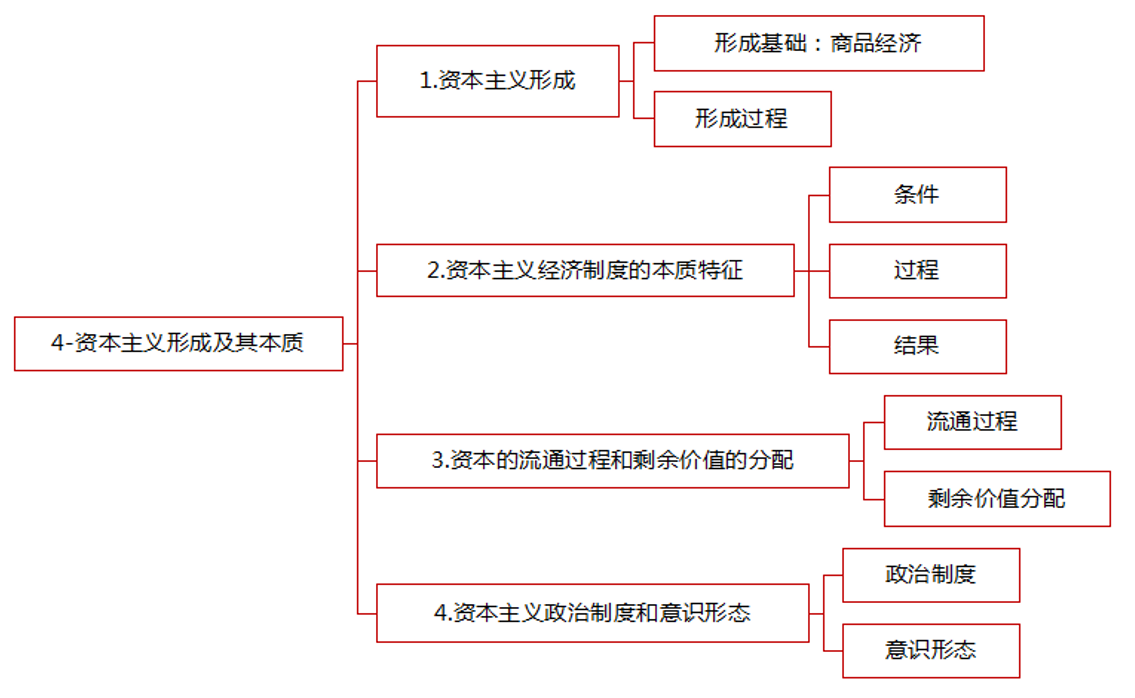 4-资本主义形成及其本质
1.资本主义形成
形成基础：商品经济
形成过程
2.资本主义经济制度的本质特征
条件
过程
结果
3.资本的流通过程和剩余价值的分配
流通过程
剩余价值分配
4.资本主义政治制度和意识形态
政治制度
意识形态